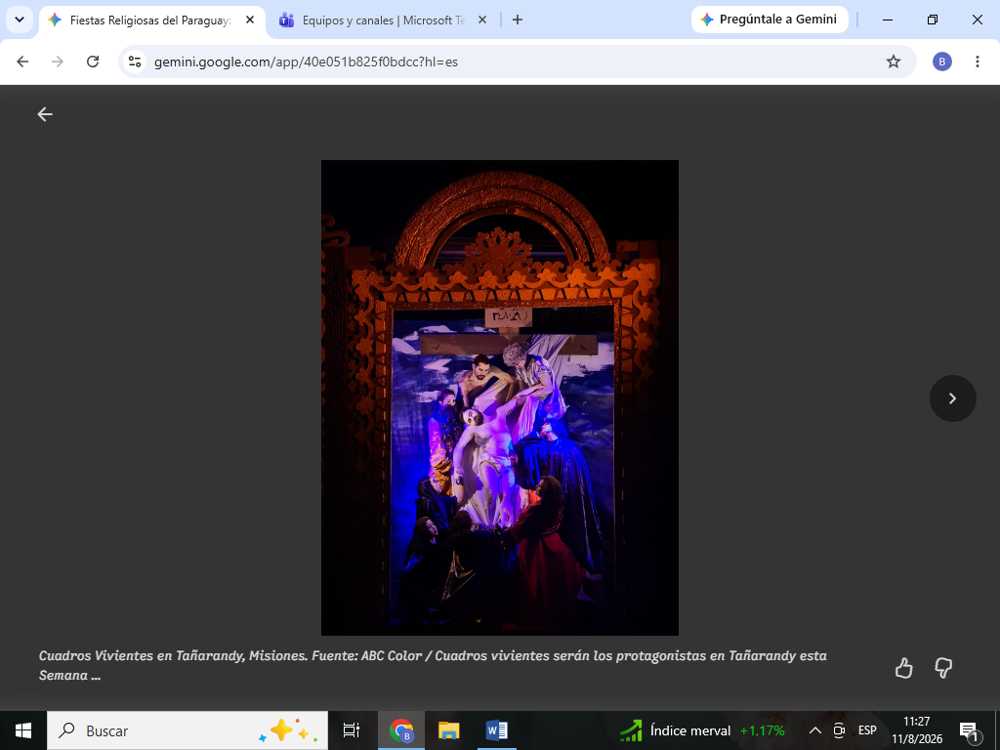 Fiestas Religiosas del Paraguay:
Equipos y canales | Microsoft Te
Pregúntale a Gemini
gemini.google.com/app/40e051b825f0bdcc?hl=es
B
Cuadros Vivientes en Tañarandy, Misiones. Fuente: ABC Color / Cuadros vivientes serán los protagonistas en Tañarandy esta
Semana ...
Buscar
Índice merval +1,17%
ESP
11:27
11/8/2026
1